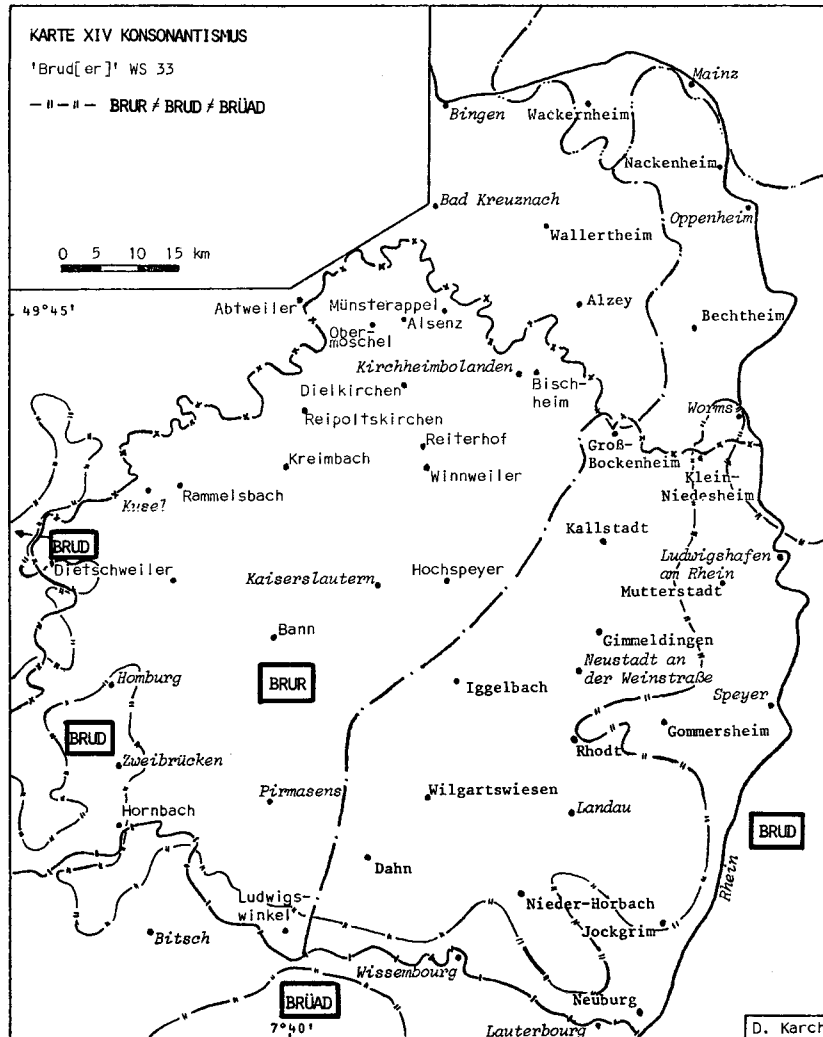 KARTE XIV KONSONANTISMUS
'Brud[er]' WS 33
BRUR ≠ BRUD ≠ BRÜAD
0 5 10 15 km
49°45'
Mainz
Bingen
Wackernheim
Nackenheim
Bad Kreuznach
Oppenheim
Wallertheim
Abtweiler
Münsterappel
Alsenz
Alzey
Ober-
moschel
Bechtheim
Kirchheimbolanden
Bisch-
heim
Dielkirchen
Reipoltskirchen
Worms
Reiterhof
Groß-
Bockenheim
Kreimbach
Winnweiler
Klein-
Niedesheim
Kusel
Rammelsbach
BRUD
Kallstadt
Dietschweiler
Kaiserslautern
Hochspeyer
Ludwigshafen
am Rhein
Mutterstadt
Bann
Gimmeldingen
Homburg
BRUR
Iggelbach
Neustadt an
der Weinstraße
Speyer
BRUD
Gommersheim
Zweibrücken
Rhodt
Pirmasens
Wilgartswiesen
Landau
Hornbach
BRUD
Rhein
Dahn
Ludwigs-
winkel
Nieder-Horbach
Jockgrim
Bitsch
Wissembourg
BRÜAD
Neuburg
7°40'
Lauterbourg
D. Karch